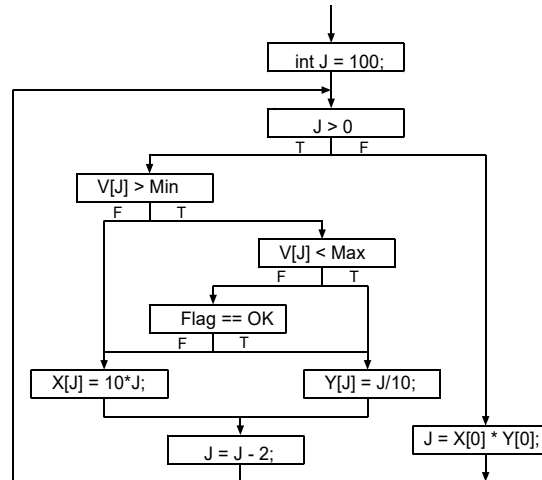 int J = 100;
J > 0
T F
V[J] > Min
F T
V[J] < Max
F T
Flag == OK
F T
X[J] = 10*J;
Y[J] = J/10;
J = J - 2;
J = X[0] * Y[0];